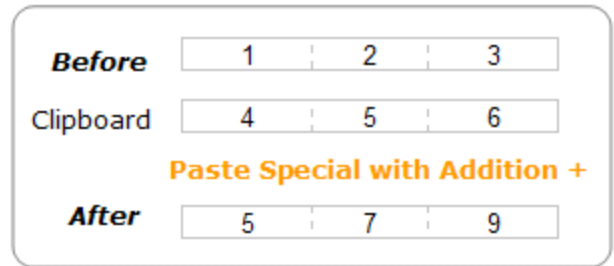 Before 1 2 3
Clipboard 4 5 6
Paste Special with Addition +
After 5 7 9